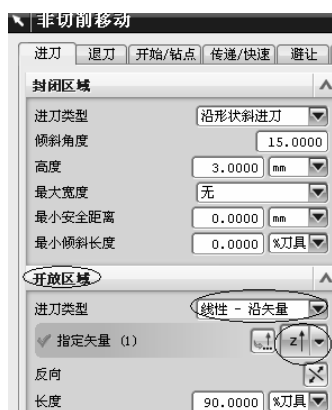 非切削移动
进刀 退刀 开始/钻点 传递/快速 避让
封闭区域
进刀类型 沿形状斜进刀
倾斜角度 15.0000
高度 3.0000 mm
最大宽度 无
最小安全距离 0.0000 mm
最小倾斜长度 0.0000 %刀具
开放区域
进刀类型 线性 - 沿矢量
指定矢量 (1) Z
反向
长度 90.0000 %刀具